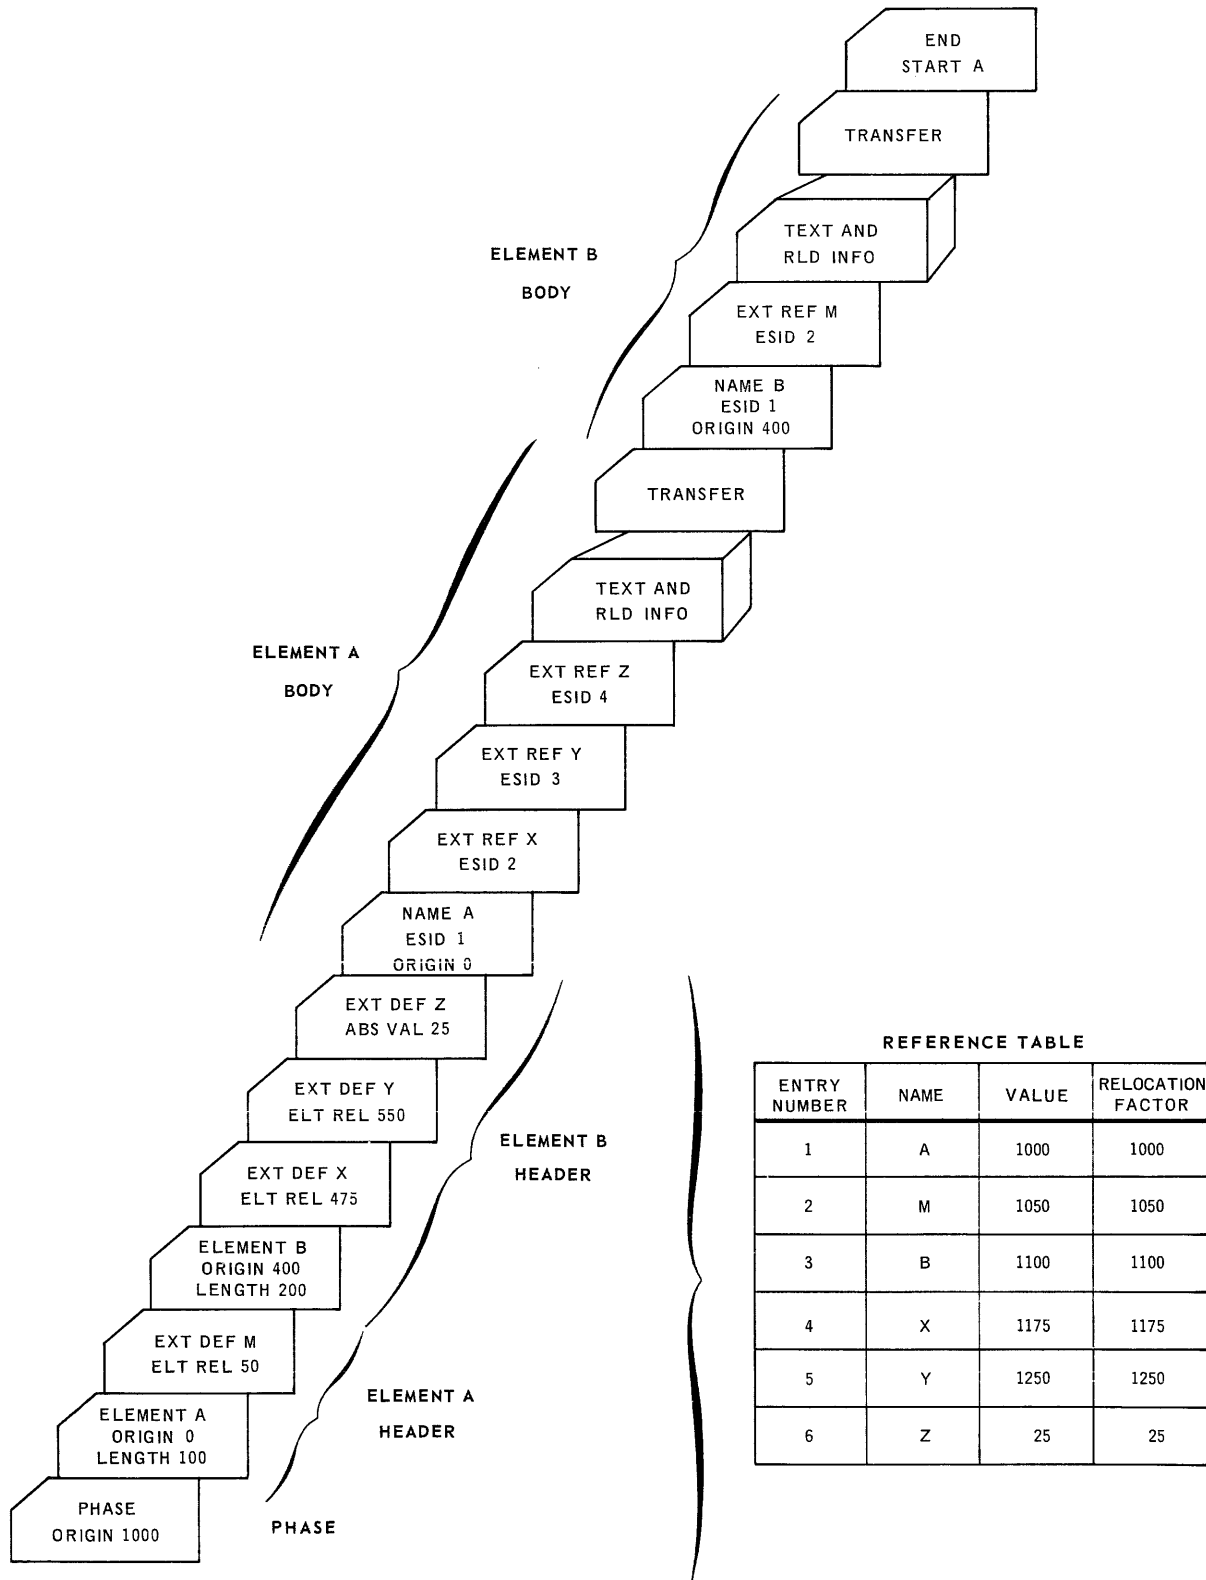 END
START A
TRANSFER
TEXT AND
RLD INFO
ELEMENT B
BODY
EXT REF M
ESID 2
NAME B
ESID 1
ORIGIN 400
TRANSFER
TEXT AND
RLD INFO
ELEMENT A
BODY
EXT REF Z
ESID 4
EXT REF Y
ESID 3
EXT REF X
ESID 2
NAME A
ESID 1
ORIGIN 0
EXT DEF Z
ABS VAL 25
EXT DEF Y
ELT REL 550
ELEMENT B
HEADER
EXT DEF X
ELT REL 475
ELEMENT B
ORIGIN 400
LENGTH 200
EXT DEF M
ELT REL 50
ELEMENT A
HEADER
ELEMENT A
ORIGIN 0
LENGTH 100
PHASE
ORIGIN 1000
PHASE
REFERENCE TABLE
ENTRY NUMBER NAME VALUE RELOCATION FACTOR
1 A 1000 1000
2 M 1050 1050
3 B 1100 1100
4 X 1175 1175
5 Y 1250 1250
6 Z 25 25